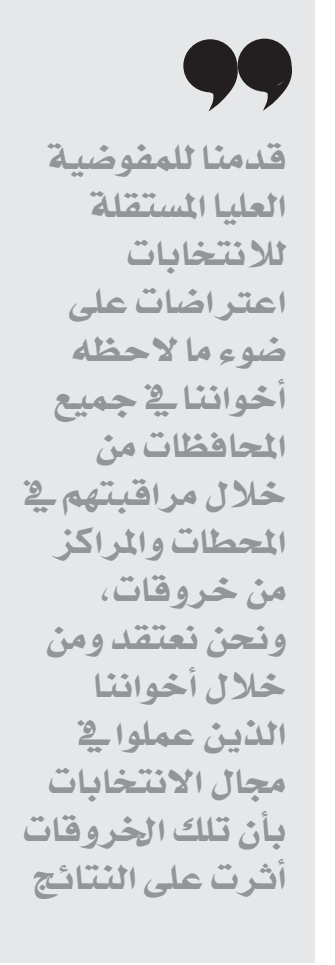 قدمنا للمفوضية
العليا المستقلة
للانتخابات
اعتراضات على
ضوء ما لاحظه
أخواننا في جميع
المحافظات من
خلال مراقبتهم في
المحطات والمراكز
من خروقات،
ونحن نعتقد ومن
خلال أخواننا
الذين عملوا في
مجال الانتخابات
بأن تلك الخروقات
أثرت على النتائج